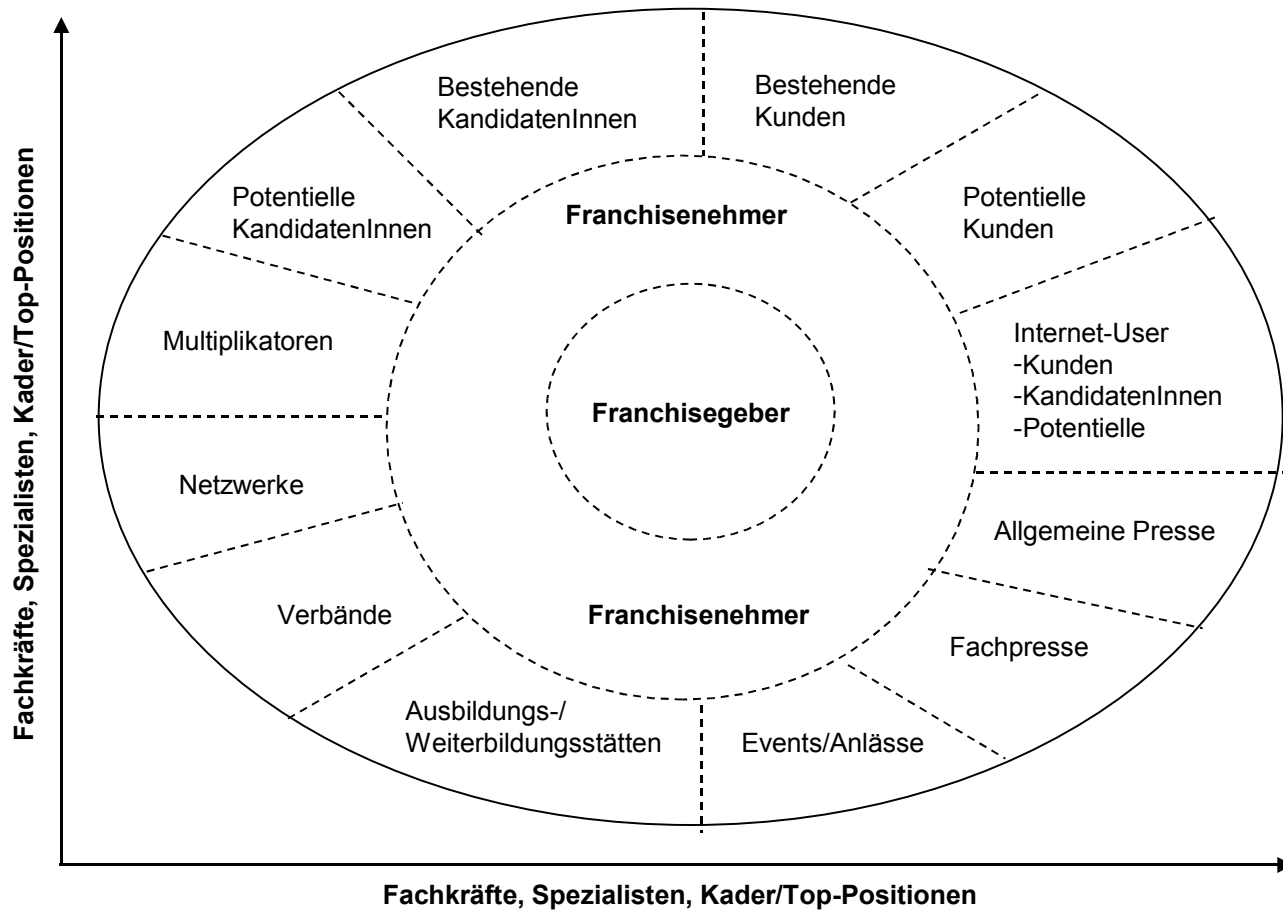 Fachkräfte, Spezialisten, Kader/Top-Positionen
Bestehende
KandidatenInnen
Bestehende
Kunden
Potentielle
KandidatenInnen
Franchisenehmer
Potentielle
Kunden
Multiplikatoren
Internet-User
-Kunden
-KandidatenInnen
-Potentielle
Franchisegeber
Netzwerke
Allgemeine Presse
Verbände
Franchisenehmer
Fachpresse
Ausbildungs-/
Weiterbildungsstätten
Events/Anlässe
Fachkräfte, Spezialisten, Kader/Top-Positionen